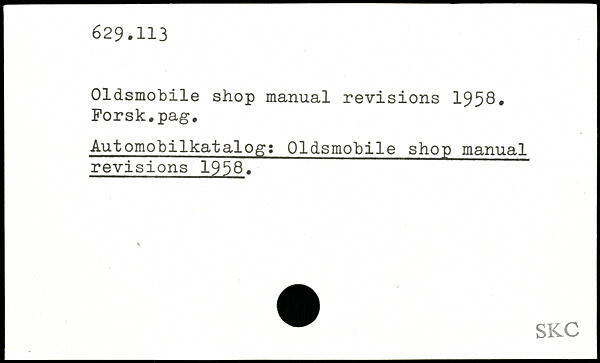 629.113
Oldsmobile shop manual revisions 1958.
Forsk.pag.
Automobilkatalog: Oldsmobile shop manual
revisions 1958.
SKC